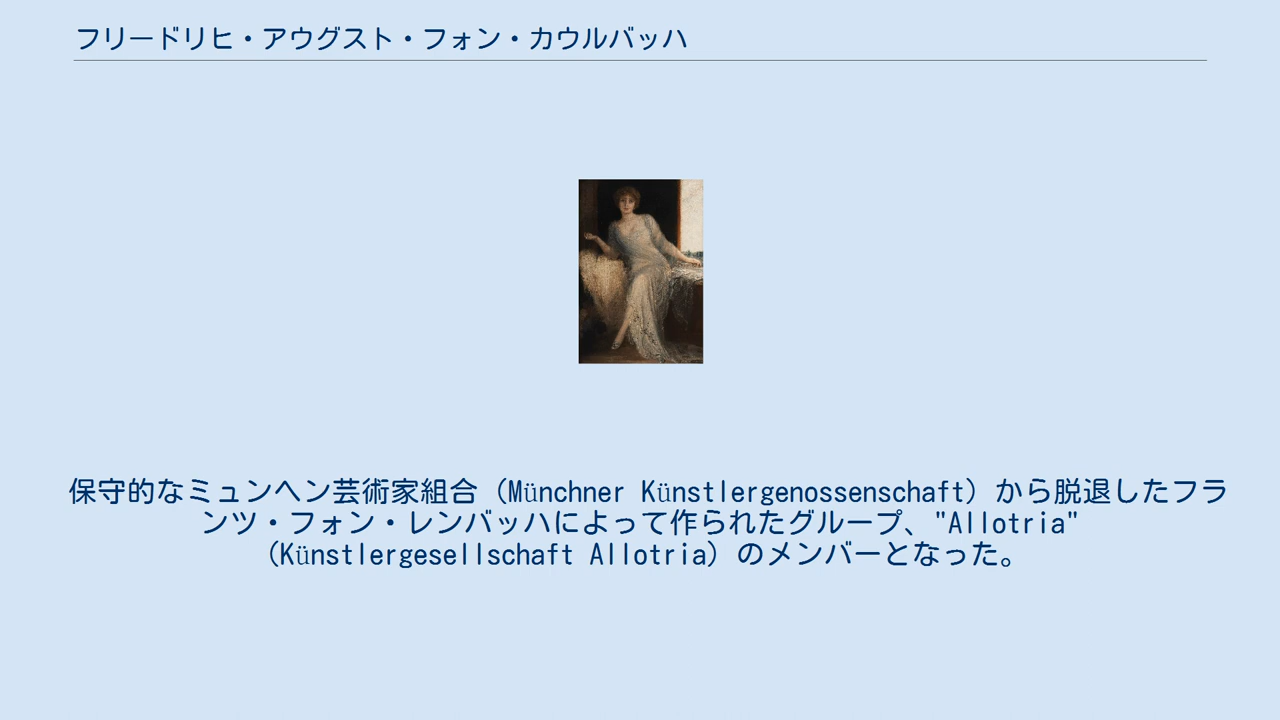 フリードリヒ・アウグスト・フォン・カウルバッハ
保守的なミュンヘン芸術家組合（Münchner Künstlergenossenschaft）から脱退したフラ
ンツ・フォン・レンバッハによって作られたグループ、"Allotria"
（Künstlergesellschaft Allotria）のメンバーとなった。